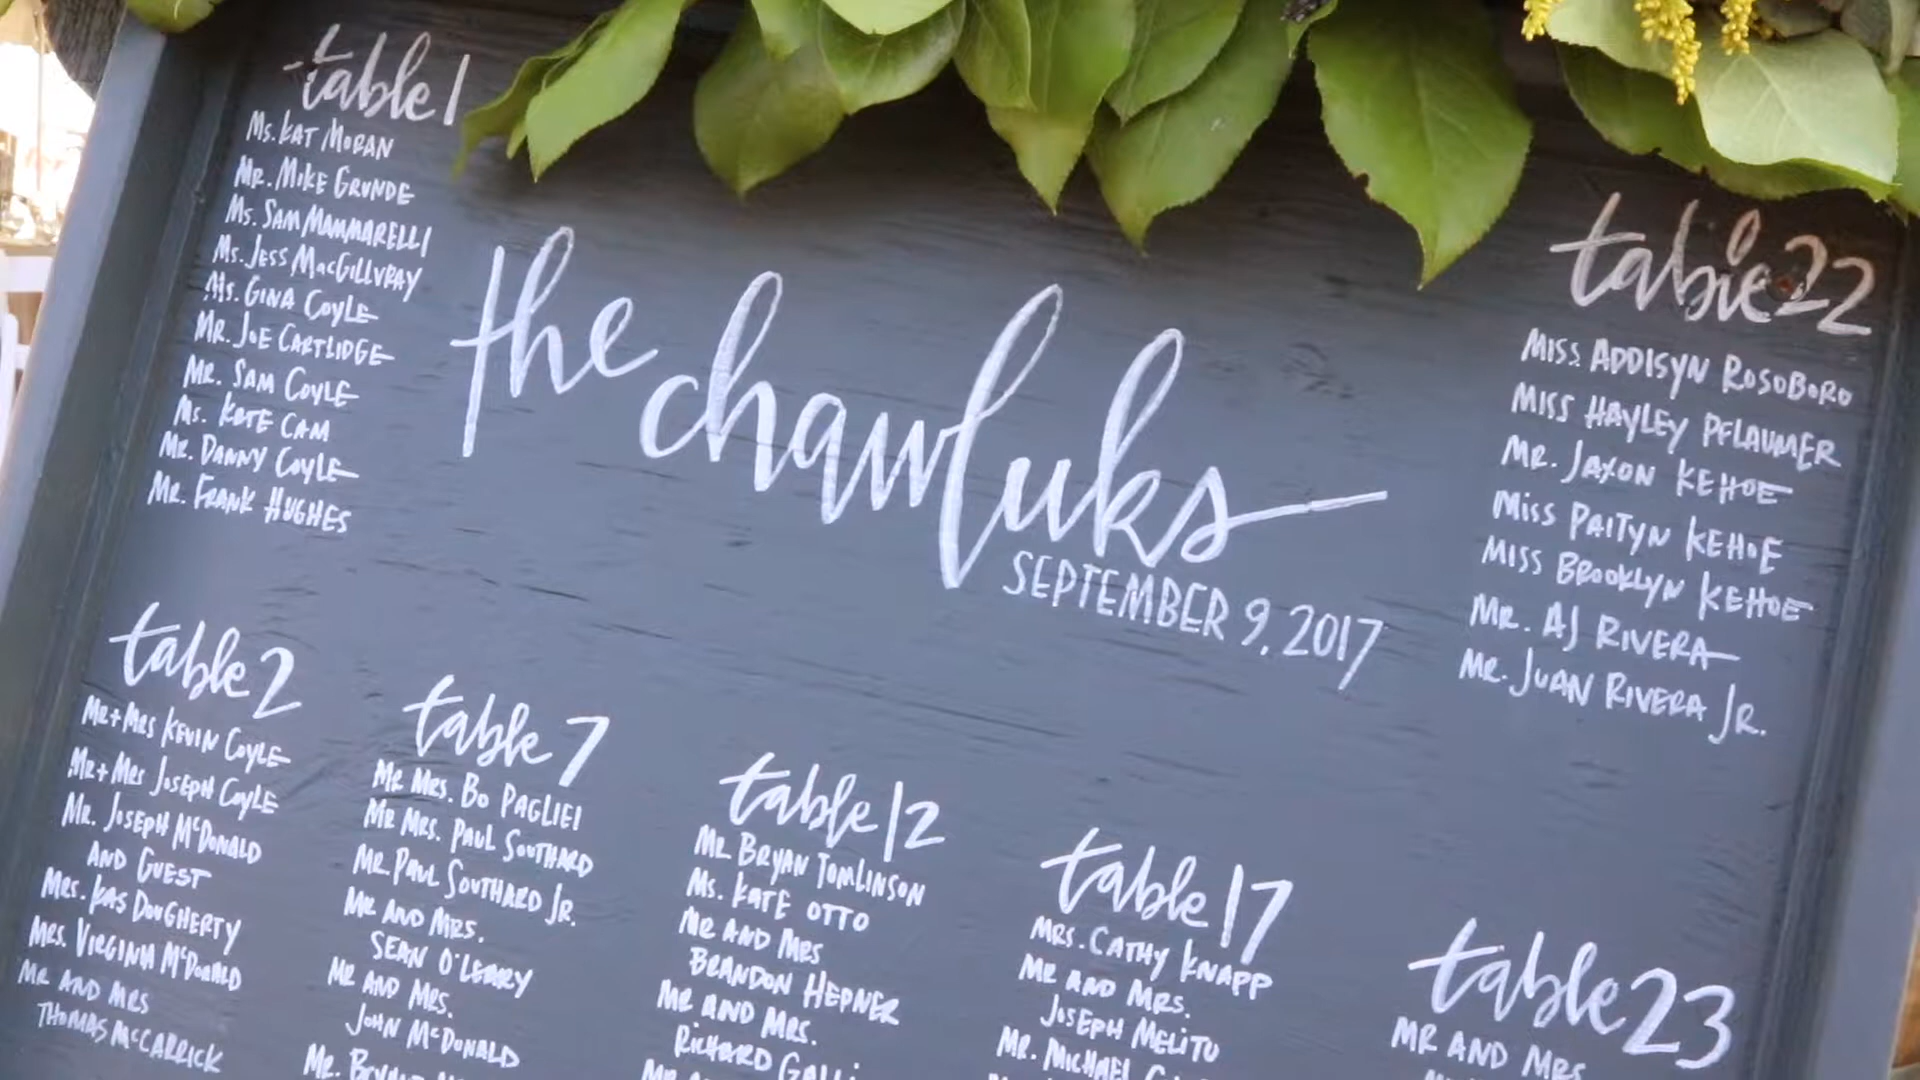 table 1
Ms. Kat Moran
Mr. Mike Grunde
Ms. Sam Mammarelli
Ms. Jess MacGillvray
Ms. Gina Coyle
Mr. Joe Cartlidge
Mr. Sam Coyle
Ms. Kate Cam
Mr. Danny Coyle
Mr. Frank Hughes
the chawluks
SEPTEMBER 9, 2017
table 22
Miss Addisyn Rosoboro
Miss Hayley Pflaumer
Mr. Jaxon Kehoe
Miss Paityn Kehoe
Miss Brooklyn Kehoe
Mr. AJ Rivera
Mr. Juan Rivera Jr.
table 2
Mr + Mrs Kevin Coyle
Mr + Mrs Joseph Coyle
Mr. Joseph McDonald
and Guest
Mrs. Kas Dougherty
Mrs. Virginia McDonald
Mr and Mrs
Thomas McCarrick
table 7
Mr Mrs. Bo Pagliei
Mr Mrs. Paul Southard
Mr Paul Southard Jr.
Mr and Mrs.
Sean O'Leary
Mr and Mrs.
John McDonald
Mr.
table 12
Mr Bryan Tomlinson
Ms. Kate Otto
Mr and Mrs
Brandon Hepner
Mr and Mrs.
Richard
table 17
Mrs. Cathy Knapp
Mr and Mrs.
Joseph Melito
Mr. Michael
table 23
Mr and Mrs